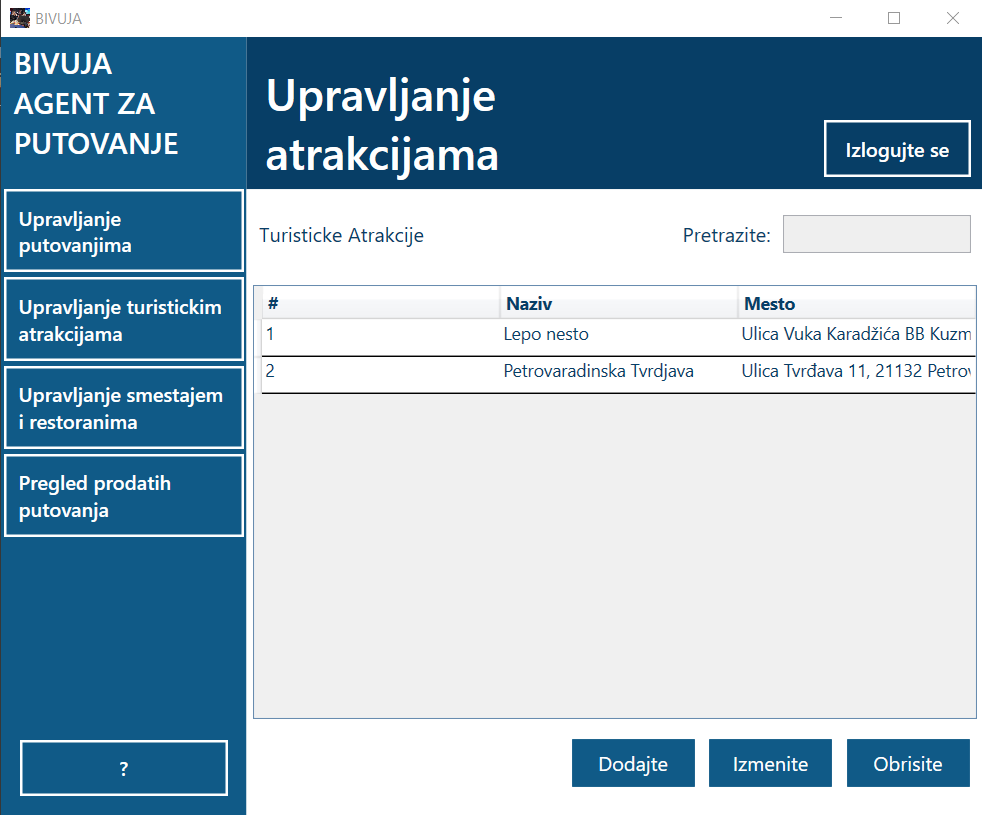 BIVUJA
BIVUJA
AGENT ZA
PUTOVANJE
Upravljanje
atrakcijama
Izlogujte se
Upravljanje
putovanjima
Upravljanje turistickim
atrakcijama
Upravljanje smestajem
i restoranima
Pregled prodatih
putovanja
?
Turisticke Atrakcije
Pretrazite:
# Naziv Mesto
1 Lepo nesto Ulica Vuka Karadžića BB Kuzm
2 Petrovaradinska Tvrdjava Ulica Tvrđava 11, 21132 Petrov
Dodajte Izmenite Obrisite